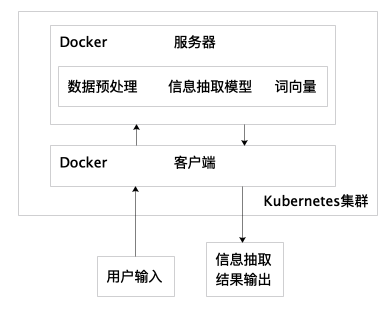 Docker 服务器
数据预处理 信息抽取模型 词向量
Docker 客户端
Kubernetes集群
用户输入
信息抽取
结果输出